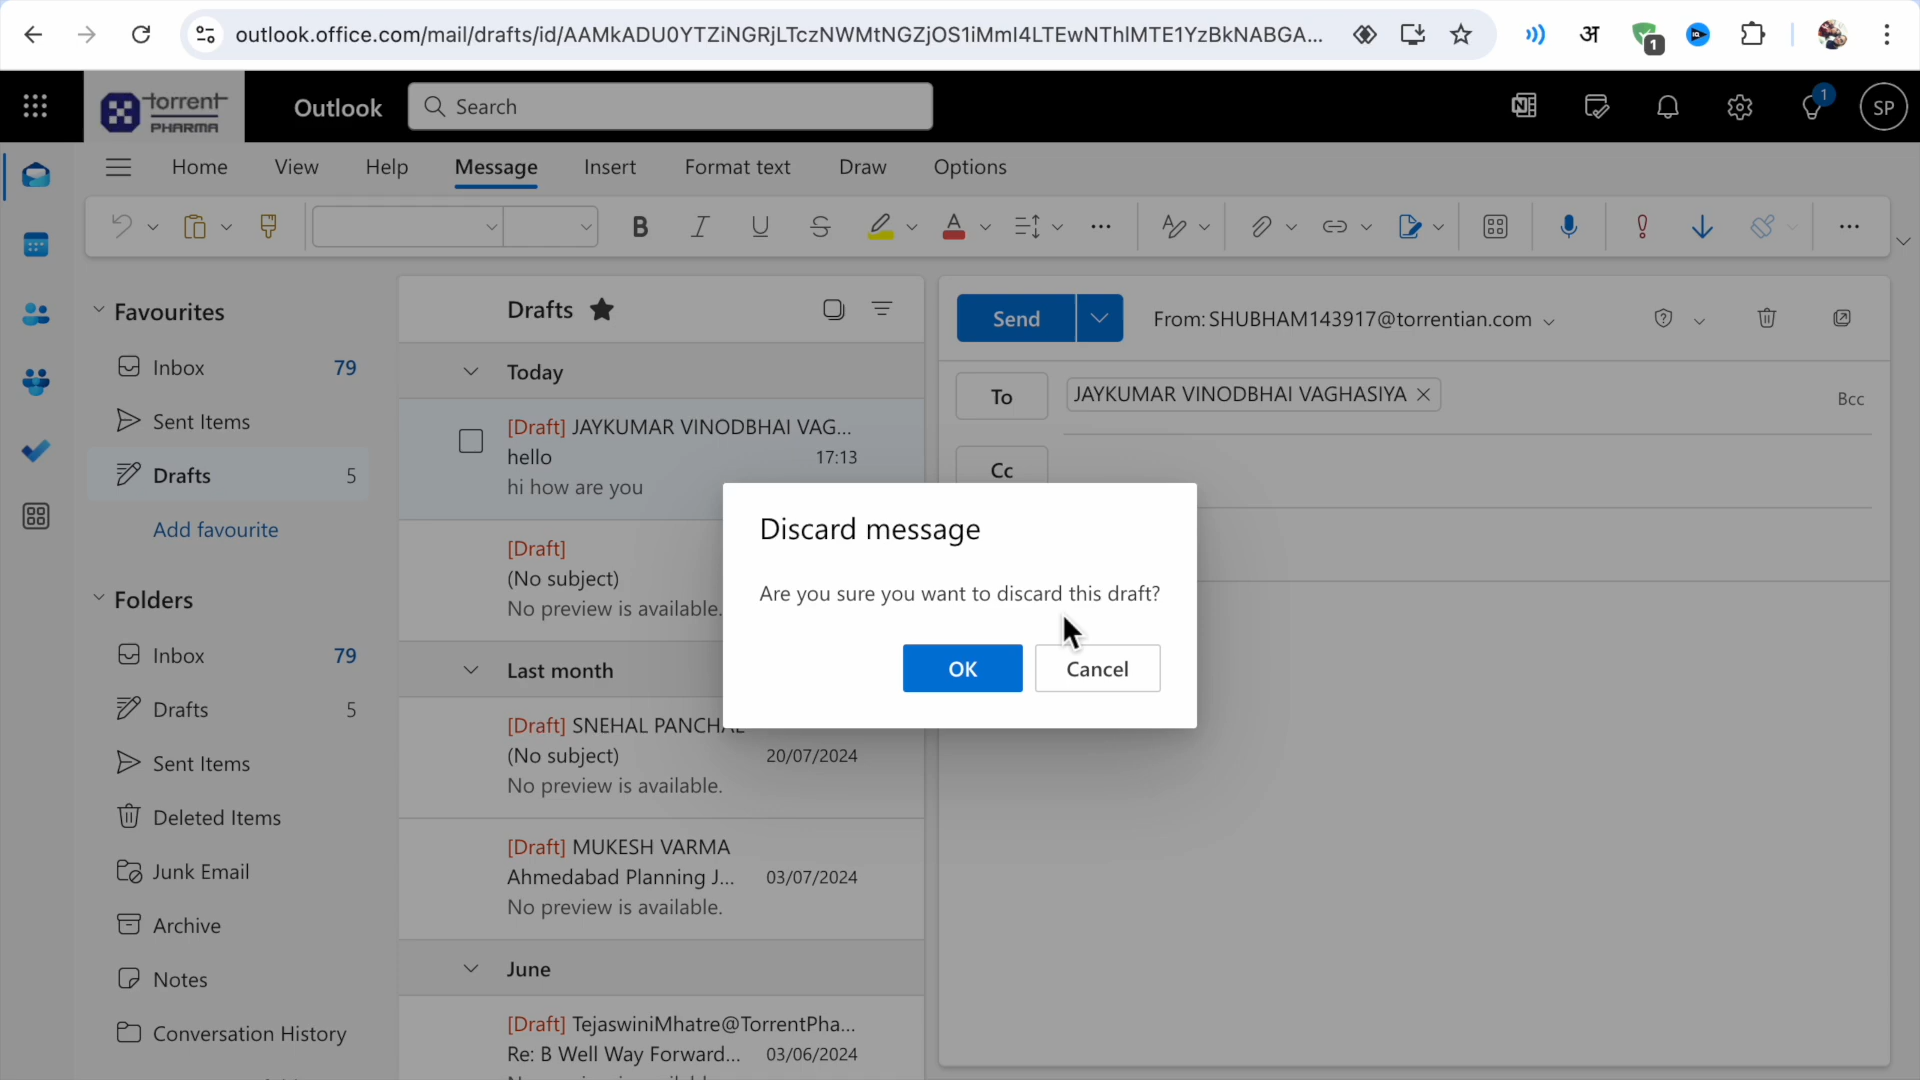 outlook.office.com/mail/drafts/id/AAMkADU0YTZiNGRjLTczNWMtNGZjOS1iMmI4LTEwNThlMTE1YzBkNABGA...
अ
1
torrent
PHARMA
Outlook
Search
1
SP
Home View Help Message Insert Format text Draw Options
Favourites
Inbox 79
Sent Items
Drafts 5
Add favourite
Folders
Inbox 79
Drafts 5
Sent Items
Deleted Items
Junk Email
Archive
Notes
Conversation History
Drafts
Today
[Draft] JAYKUMAR VINODBHAI VAG...
hello 17:13
hi how are you
[Draft]
(No subject)
No preview is available.
Last month
[Draft] SNEHAL PANCHAL
(No subject) 20/07/2024
No preview is available.
[Draft] MUKESH VARMA
Ahmedabad Planning J... 03/07/2024
No preview is available.
June
[Draft] TejaswiniMhatre@TorrentPha...
Re: B Well Way Forward... 03/06/2024
Send From: SHUBHAM143917@torrentian.com
To JAYKUMAR VINODBHAI VAGHASIYA Bcc
Cc
Discard message
Are you sure you want to discard this draft?
OK Cancel